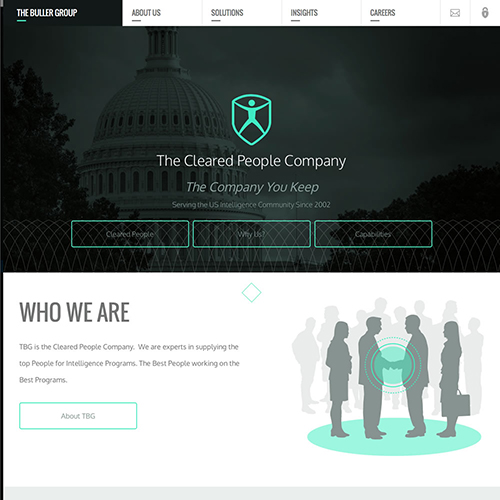 THE BULLER GROUP
ABOUT US
SOLUTIONS
INSIGHTS
CAREERS
The Cleared People Company
The Company You Keep
Serving the US Intelligence Community Since 2002
Cleared People
Why Us?
Capabilities
WHO WE ARE
TBG is the Cleared People Company. We are experts in supplying the
top People for Intelligence Programs. The Best People working on the
Best Programs.
About TBG